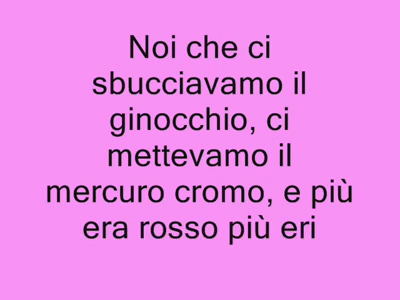 Noi che ci
sbucciavamo il
ginocchio, ci
mettevamo il
mercuro cromo, e più
era rosso più eri